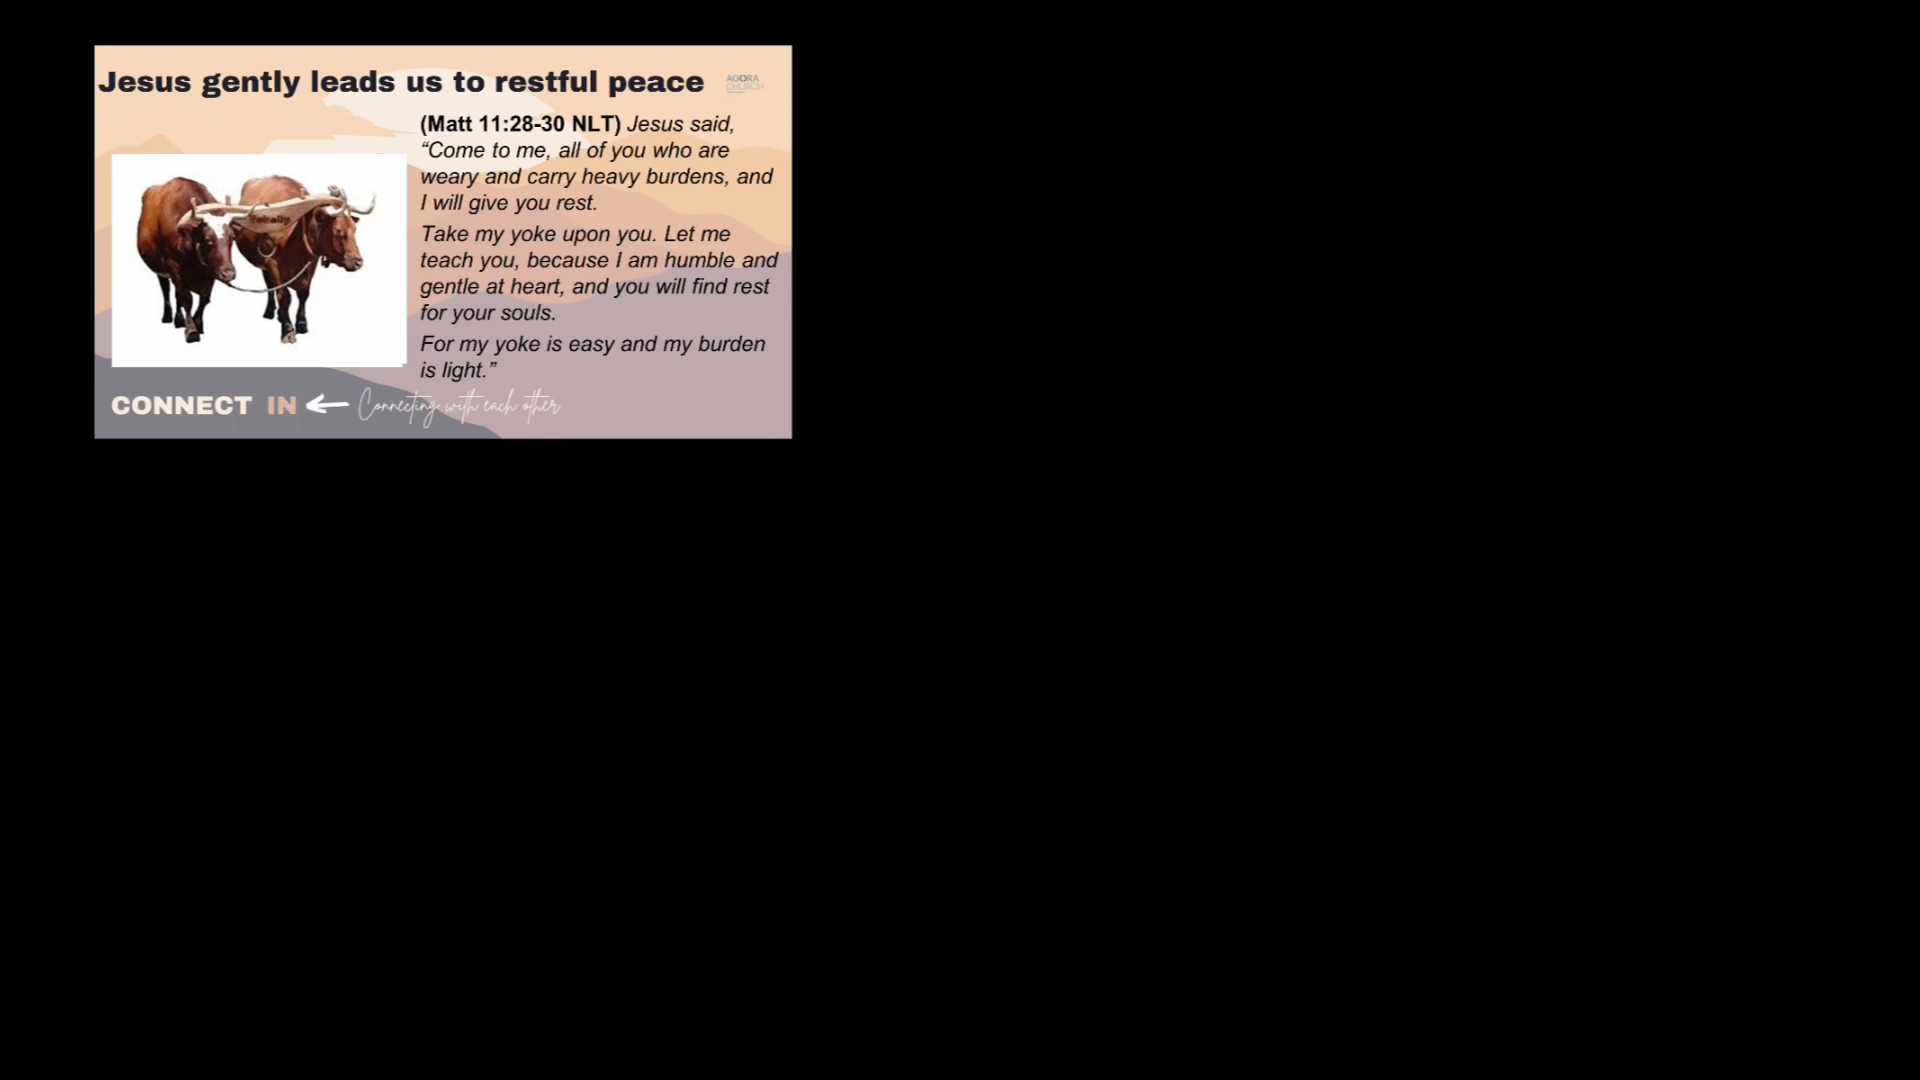 Jesus gently leads us to restful peace
AGORA
CHURCH
(Matt 11:28-30 NLT) Jesus said,
“Come to me, all of you who are
weary and carry heavy burdens, and
I will give you rest.
Take my yoke upon you. Let me
teach you, because I am humble and
gentle at heart, and you will find rest
for your souls.
For my yoke is easy and my burden
is light.”
CONNECT IN
Connecting with each other